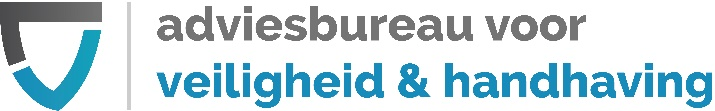 adviesbureau voor
veiligheid & handhaving